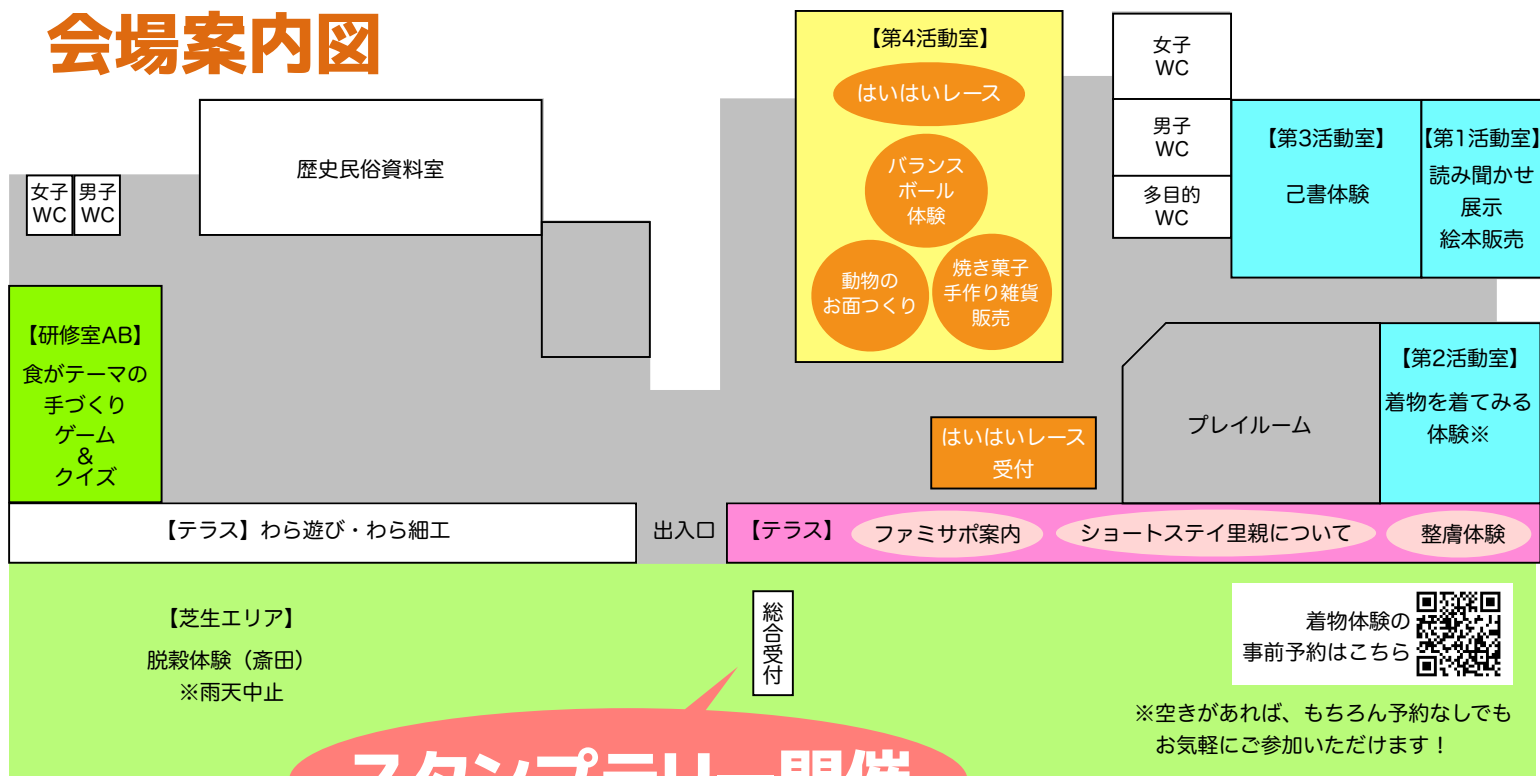 会場案内図
【第4活動室】
はいはいレース
バランス
ボール
体験
動物の
お面つくり
焼き菓子
手作り雑貨
販売
女子
WC
男子
WC
多目的
WC
【第3活動室】
己書体験
【第1活動室】
読み聞かせ
展示
絵本販売
歴史民俗資料室
女子
WC
男子
WC
【研修室AB】
食がテーマの
手づくり
ゲーム
&
クイズ
はいはいレース
受付
プレイルーム
【第2活動室】
着物を着てみる
体験※
【テラス】わら遊び・わら細工
出入口
【テラス】
ファミサポ案内
ショートステイ里親について
整膚体験
【芝生エリア】
脱穀体験（斎田）
※雨天中止
総合受付
着物体験の
事前予約はこちら
※空きがあれば、もちろん予約なしでも
お気軽にご参加いただけます！
スタンプラリー開催